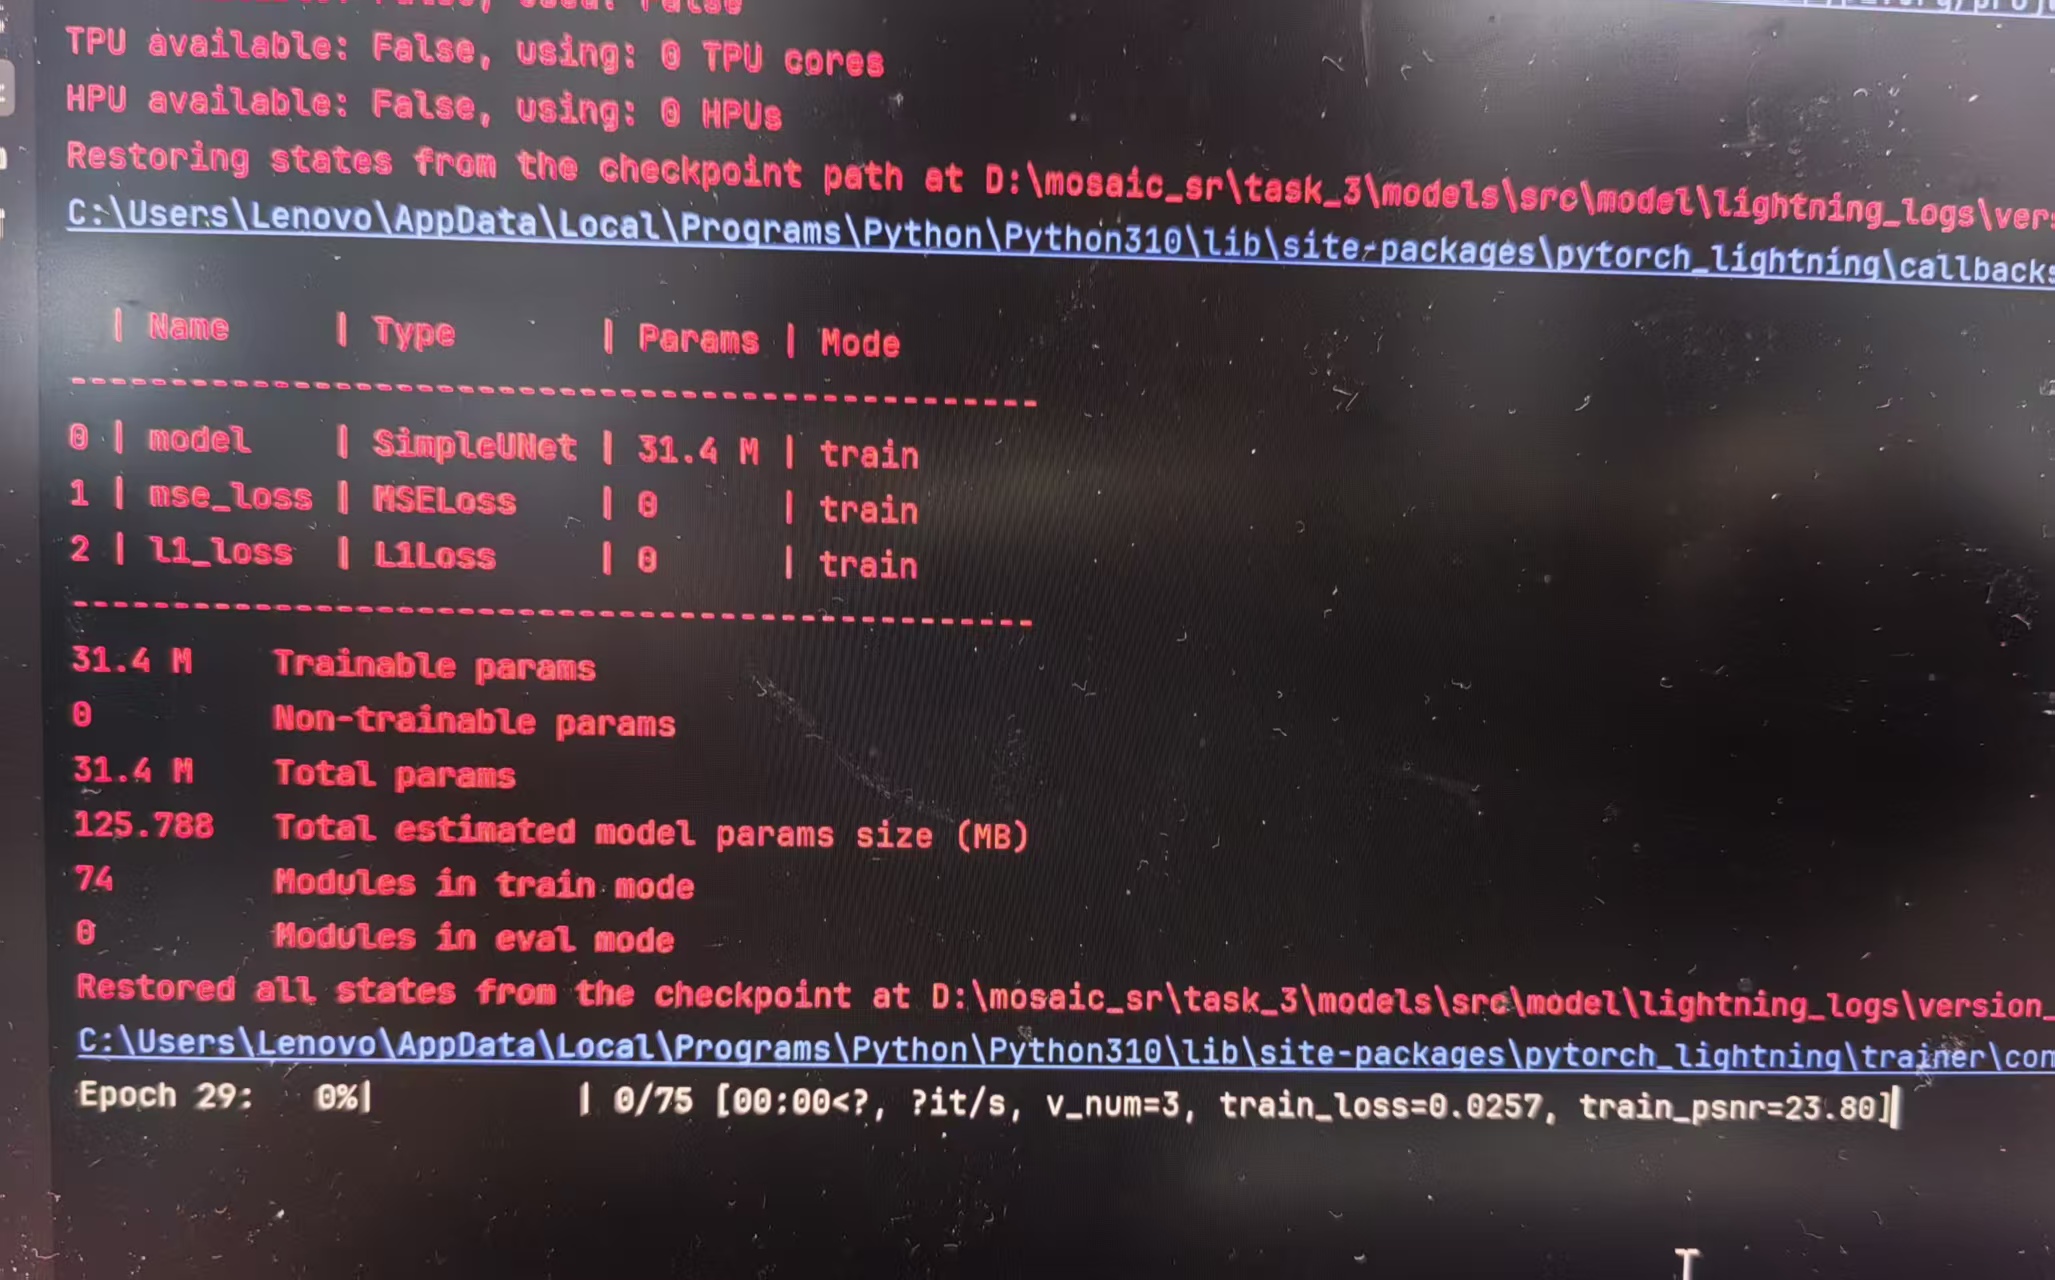 False
TPU available: False, using: 0 TPU cores
HPU available: False, using: 0 HPUs
Restoring states from the checkpoint path at D:\mosaic_sr\task_3\models\src\model\lightning_logs\vers
C:\Users\Lenovo\AppData\Local\Programs\Python\Python310\lib\site-packages\pytorch_lightning\callbacks
| Name | Type | Params | Mode
------------------------------------------------
0 | model | SimpleUNet | 31.4 M | train
1 | mse_loss | MSELoss | 0 | train
2 | l1_loss | L1Loss | 0 | train
------------------------------------------------
31.4 M Trainable params
0 Non-trainable params
31.4 M Total params
125.788 Total estimated model params size (MB)
74 Modules in train mode
0 Modules in eval mode
Restored all states from the checkpoint at D:\mosaic_sr\task_3\models\src\model\lightning_logs\version_
C:\Users\Lenovo\AppData\Local\Programs\Python\Python310\lib\site-packages\pytorch_lightning\trainer\con
Epoch 29: 0%| | 0/75 [00:00<?, ?it/s, v_num=3, train_loss=0.0257, train_psnr=23.80]